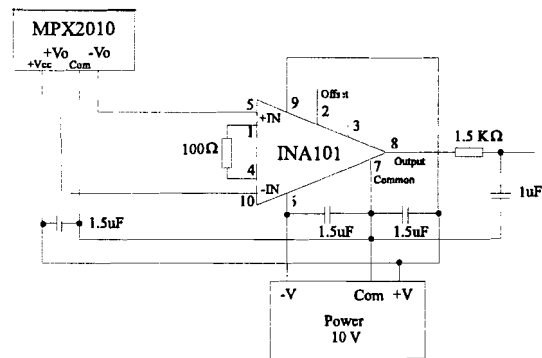 MPX2010
+Vo -Vo
+Vcc Com
5
+IN
1
100Ω
4
-IN
10
9
Offset
2
3
INA101
8
Output
7
Common
1.5 KΩ
1uF
1.5uF
1.5uF
1.5uF
-V Com +V
Power
10 V